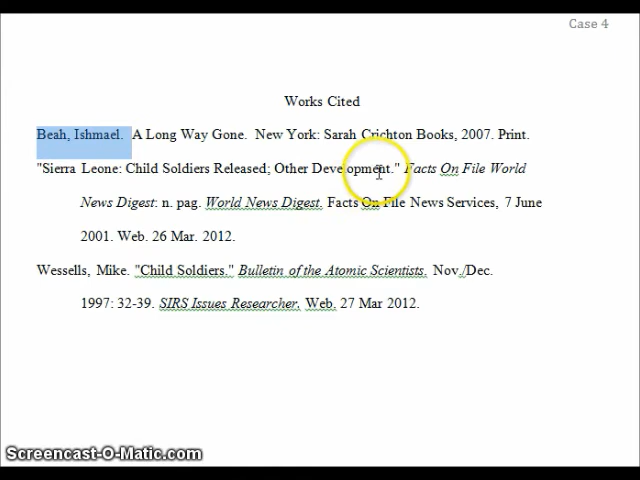 Case 4
Works Cited
Beah, Ishmael.  A Long Way Gone.  New York: Sarah Crichton Books, 2007. Print.
"Sierra Leone: Child Soldiers Released; Other Development." Facts On File World
News Digest: n. pag. World News Digest. Facts On File News Services, 7 June
2001. Web. 26 Mar. 2012.
Wessells, Mike. "Child Soldiers." Bulletin of the Atomic Scientists. Nov./Dec.
1997: 32-39. SIRS Issues Researcher. Web. 27 Mar 2012.
Screencast-O-Matic.com